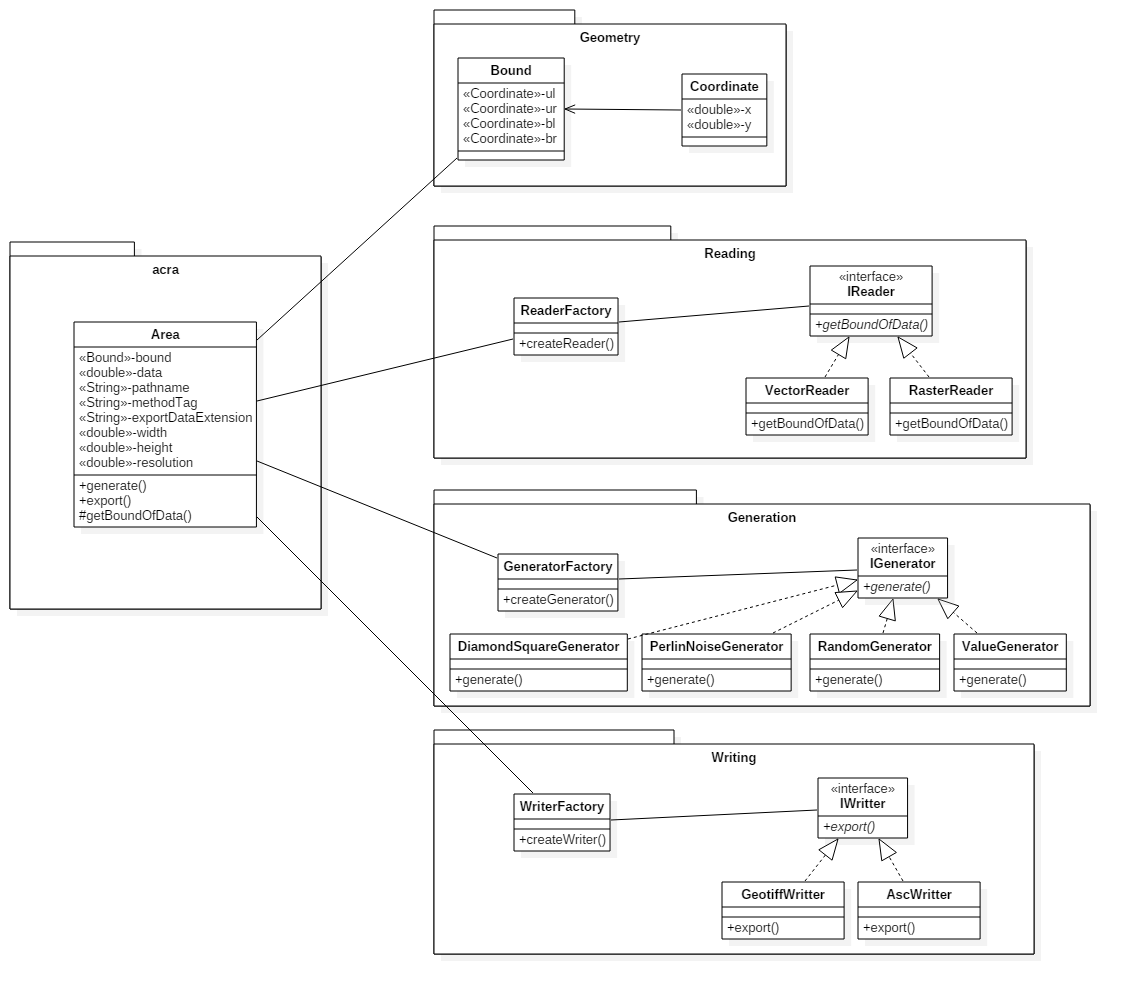 Geometry
Bound
«Coordinate»-ul
«Coordinate»-ur
«Coordinate»-bl
«Coordinate»-br
Coordinate
«double»-x
«double»-y
acra
Area
«Bound»-bound
«double»-data
«String»-pathname
«String»-methodTag
«String»-exportDataExtension
«double»-width
«double»-height
«double»-resolution
+generate()
+export()
#getBoundOfData()
Reading
ReaderFactory
+createReader()
«interface»
IReader
+getBoundOfData()
VectorReader
+getBoundOfData()
RasterReader
+getBoundOfData()
Generation
GeneratorFactory
+createGenerator()
«interface»
IGenerator
+generate()
DiamondSquareGenerator
+generate()
PerlinNoiseGenerator
+generate()
RandomGenerator
+generate()
ValueGenerator
+generate()
Writing
WriterFactory
+createWriter()
«interface»
IWritter
+export()
GeotiffWritter
+export()
AscWritter
+export()